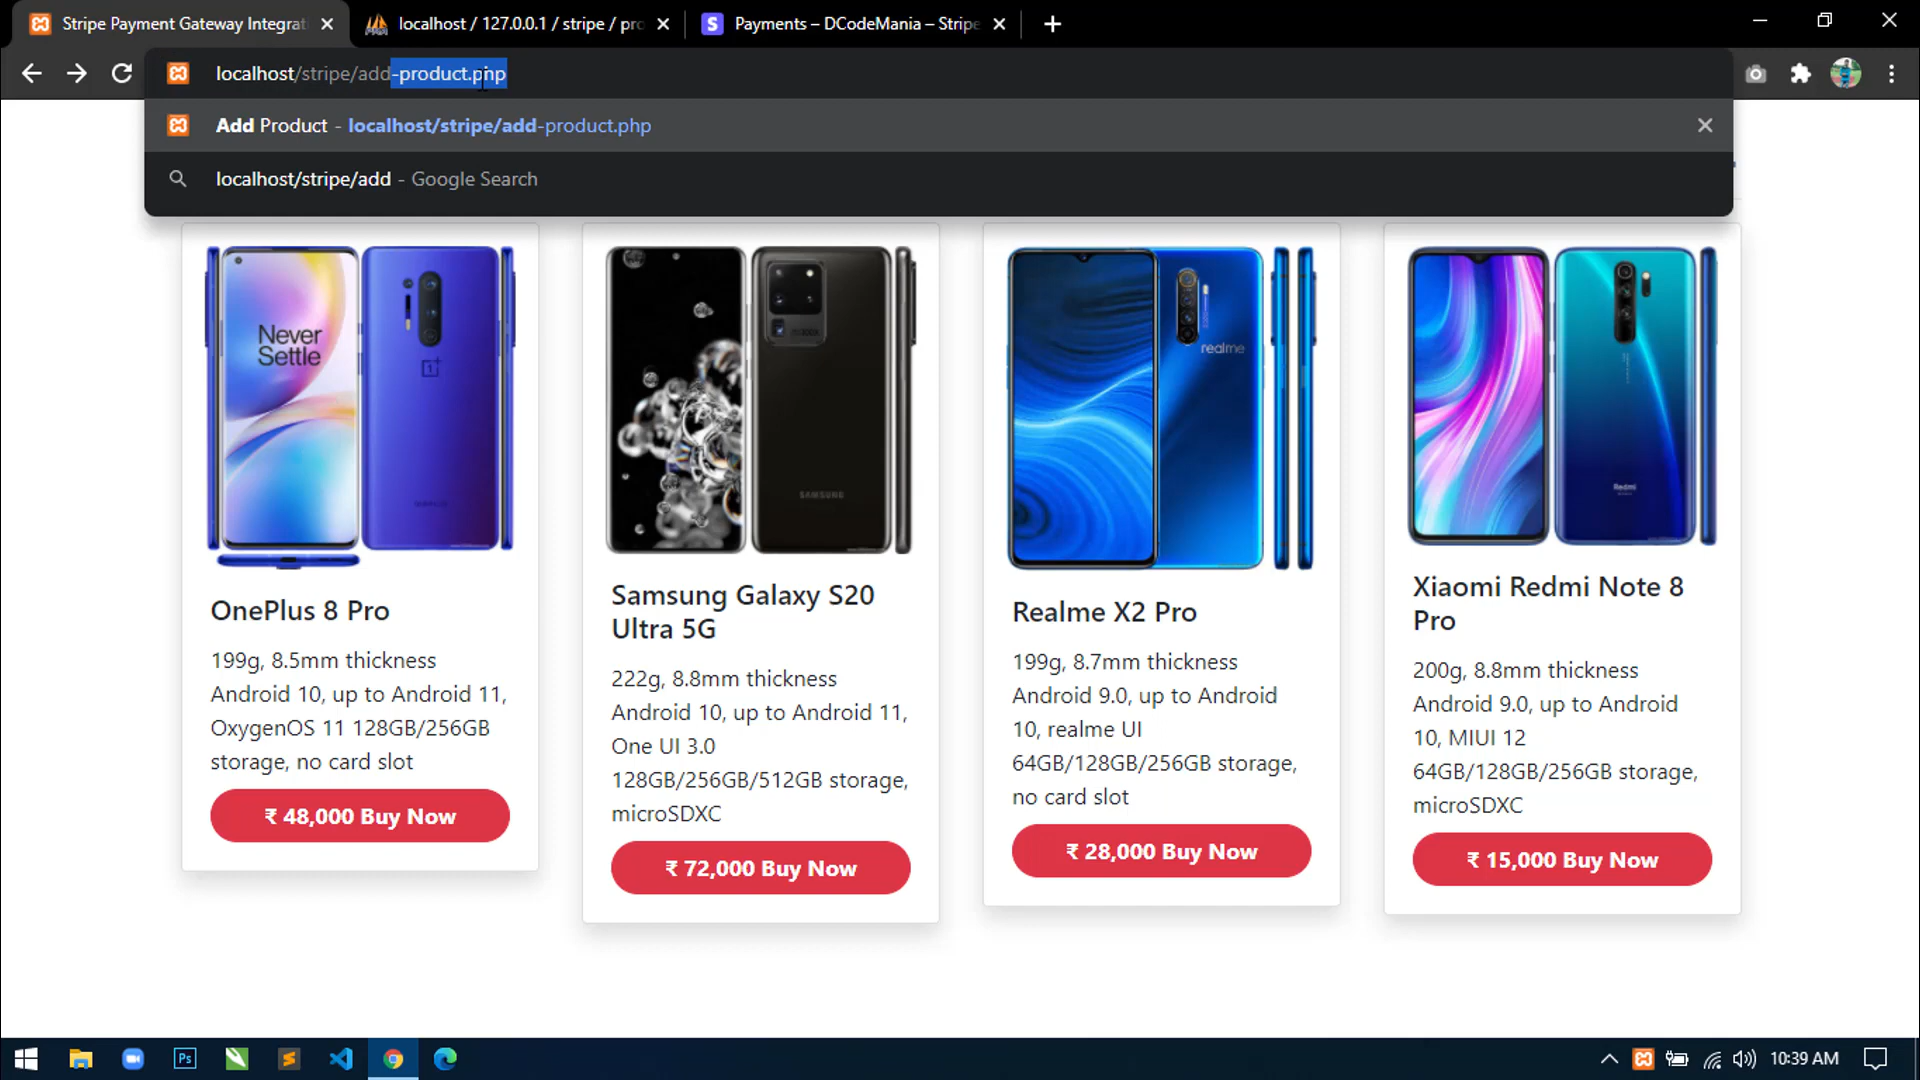 Stripe Payment Gateway Integrat
localhost / 127.0.0.1 / stripe / pro
Payments – DCodeMania – Stripe
localhost/stripe/add-product.php
Add Product - localhost/stripe/add-product.php
localhost/stripe/add - Google Search
Never
Settle
SAMSUNG
realme
Redmi
OnePlus 8 Pro
199g, 8.5mm thickness
Android 10, up to Android 11,
OxygenOS 11 128GB/256GB
storage, no card slot
₹ 48,000 Buy Now
Samsung Galaxy S20
Ultra 5G
222g, 8.8mm thickness
Android 10, up to Android 11,
One UI 3.0
128GB/256GB/512GB storage,
microSDXC
₹ 72,000 Buy Now
Realme X2 Pro
199g, 8.7mm thickness
Android 9.0, up to Android
10, realme UI
64GB/128GB/256GB storage,
no card slot
₹ 28,000 Buy Now
Xiaomi Redmi Note 8
Pro
200g, 8.8mm thickness
Android 9.0, up to Android
10, MIUI 12
64GB/128GB/256GB storage,
microSDXC
₹ 15,000 Buy Now
Ps
10:39 AM